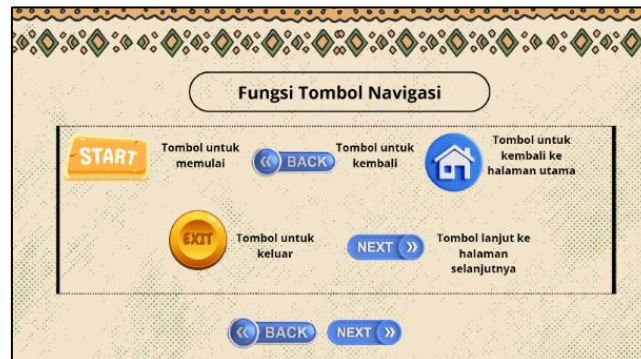 Fungsi Tombol Navigasi
START
Tombol untuk
memulai
BACK
Tombol untuk
kembali
Tombol untuk
kembali ke
halaman utama
EXIT
Tombol untuk
keluar
NEXT
Tombol lanjut ke
halaman
selanjutnya
BACK
NEXT